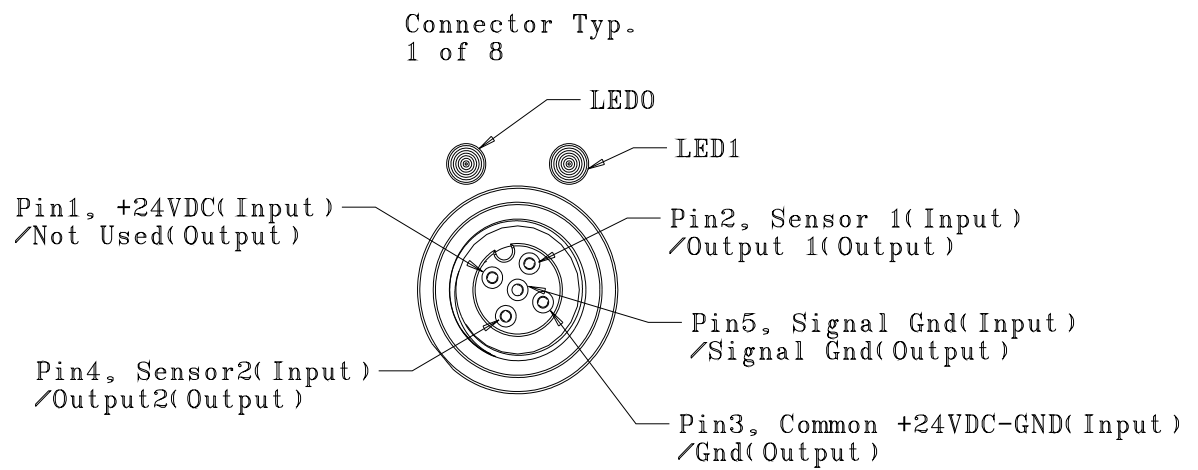 Connector Typ.
1 of 8
LED0
LED1
Pin1, +24VDC(Input)
/Not Used(Output)
Pin2, Sensor 1(Input)
/Output 1(Output)
Pin5, Signal Gnd(Input)
/Signal Gnd(Output)
Pin4, Sensor2(Input)
/Output2(Output)
Pin3, Common +24VDC-GND(Input)
/Gnd(Output)